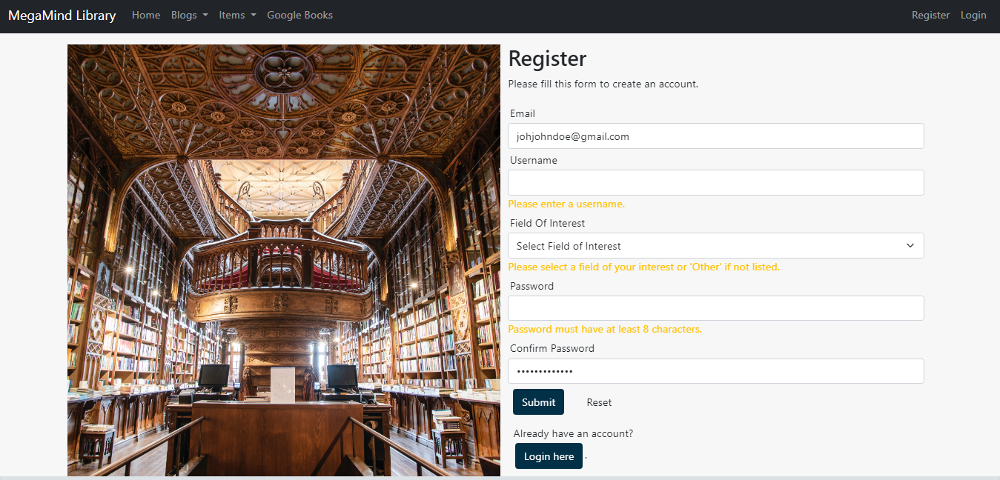 MegaMind Library Home Blogs Items Google Books Register Login
Register
Please fill this form to create an account.
Email
johjohndoe@gmail.com
Username
Please enter a username.
Field Of Interest
Select Field of Interest
Please select a field of your interest or 'Other' if not listed.
Password
Password must have at least 8 characters.
Confirm Password
•••••••••••••
Submit Reset
Already have an account?
Login here .